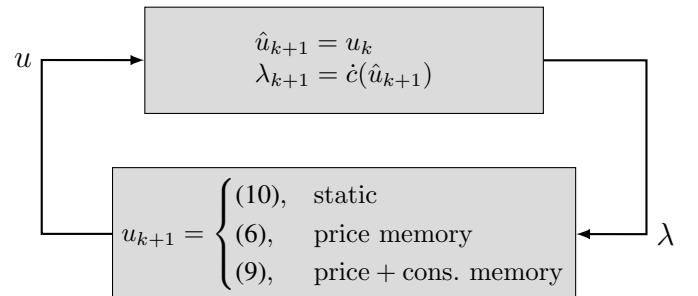 u
û_{k+1} = u_k
λ_{k+1} = ċ(û_{k+1})
u_{k+1} = { (10), static
(6), price memory
(9), price + cons. memory
λ